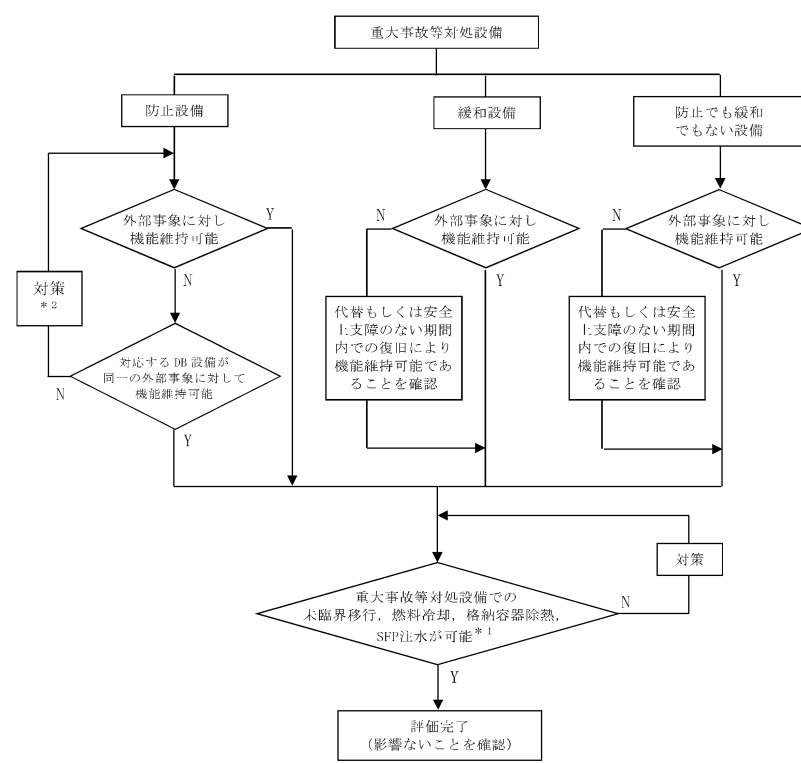 重大事故等対処設備
防止設備
緩和設備
防止でも緩和
でもない設備
外部事象に対し
機能維持可能
Y
N
外部事象に対し
機能維持可能
N
Y
外部事象に対し
機能維持可能
N
Y
対策
*2
対応するDB設備が
同一の外部事象に対して
機能維持可能
N
Y
代替もしくは安全
上支障のない期間
内での復旧により
機能維持可能であ
ることを確認
代替もしくは安全
上支障のない期間
内での復旧により
機能維持可能であ
ることを確認
対策
重大事故等対処設備での
未臨界移行，燃料冷却，格納容器除熱，
SFP注水が可能*1
N
Y
評価完了
（影響ないことを確認）